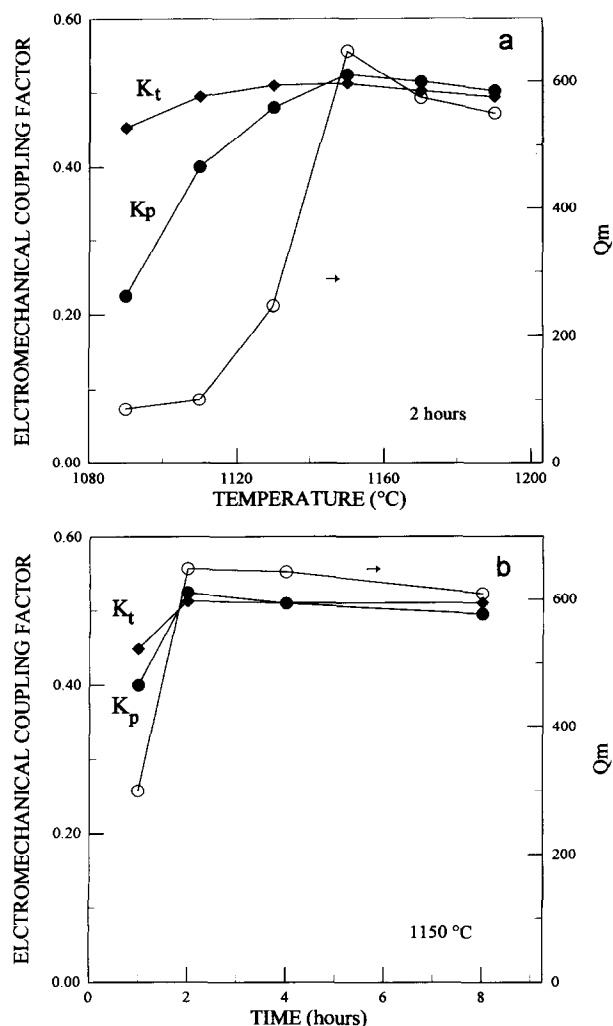 a
ELCTROMECHANICAL COUPLING FACTOR
0.60
0.40
0.20
0.00
Kt
Kp
→
600
400
200
0
Qm
2 hours
1080
1120
1160
1200
TEMPERATURE (°C)
b
ELCTROMECHANICAL COUPLING FACTOR
0.60
0.40
0.20
0.00
Kt
Kp
→
600
400
200
0
Qm
1150 °C
0
2
4
6
8
TIME (hours)